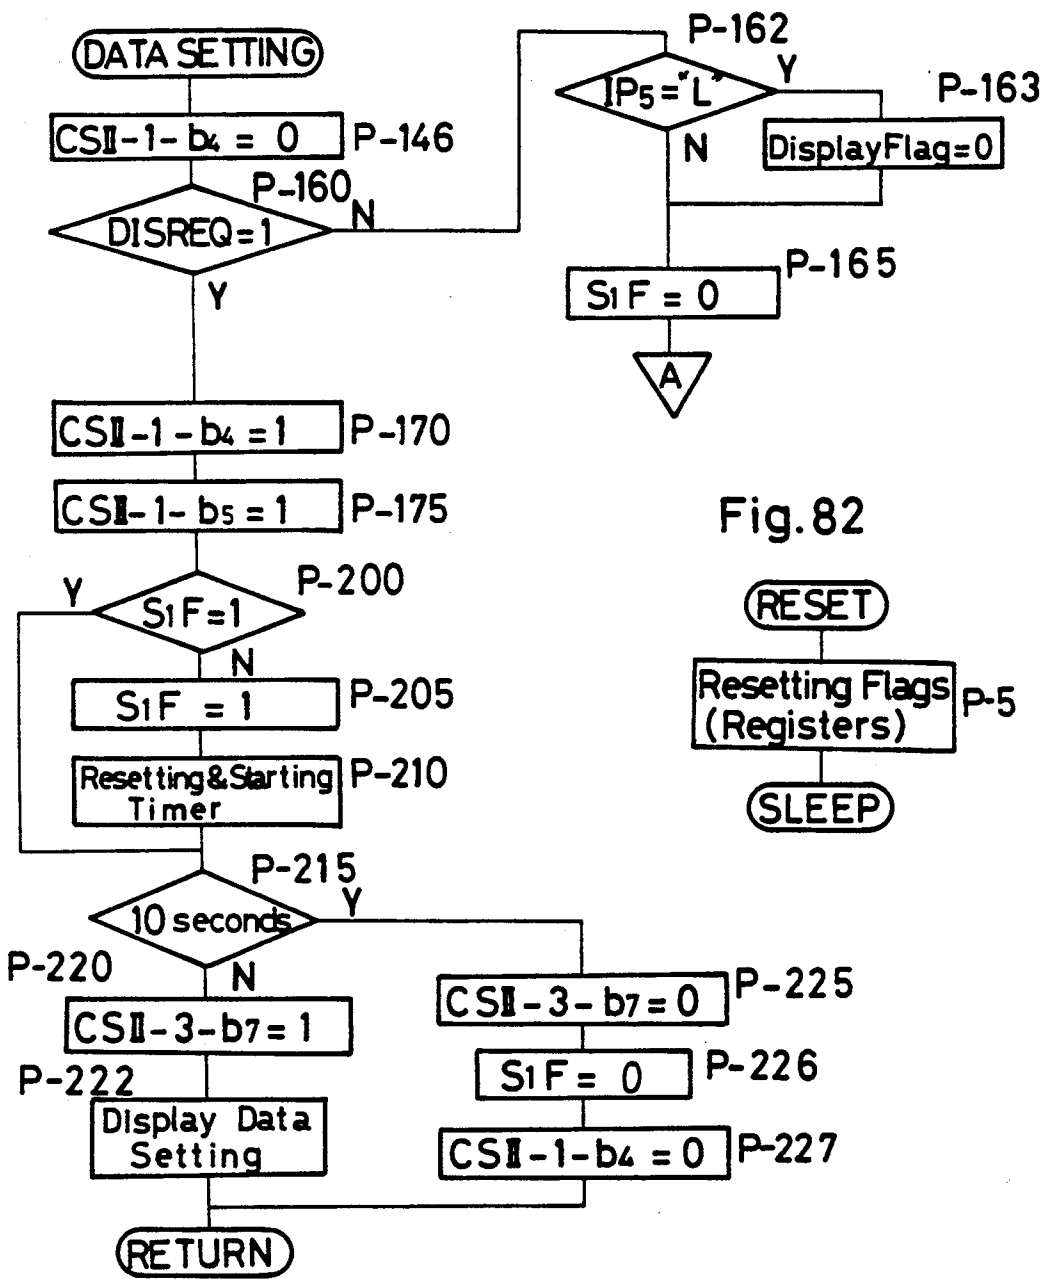 DATA SETTING
CSⅡ-1-b4 = 0
P-146
P-160
DISREQ=1
N
Y
P-162
IP5="L"
Y
N
P-163
Display Flag=0
P-165
S1F = 0
A
CSⅡ-1-b4=1
P-170
CSⅡ-1-b5=1
P-175
P-200
Y
S1F=1
N
S1F = 1
P-205
Resetting & Starting
Timer
P-210
P-215
10 seconds
Y
N
P-220
CSⅡ-3-b7=1
P-222
Display Data
Setting
CSⅡ-3-b7=0
P-225
S1F = 0
P-226
CSⅡ-1-b4 = 0
P-227
RETURN
Fig. 82
RESET
Resetting Flags
(Registers)
P-5
SLEEP